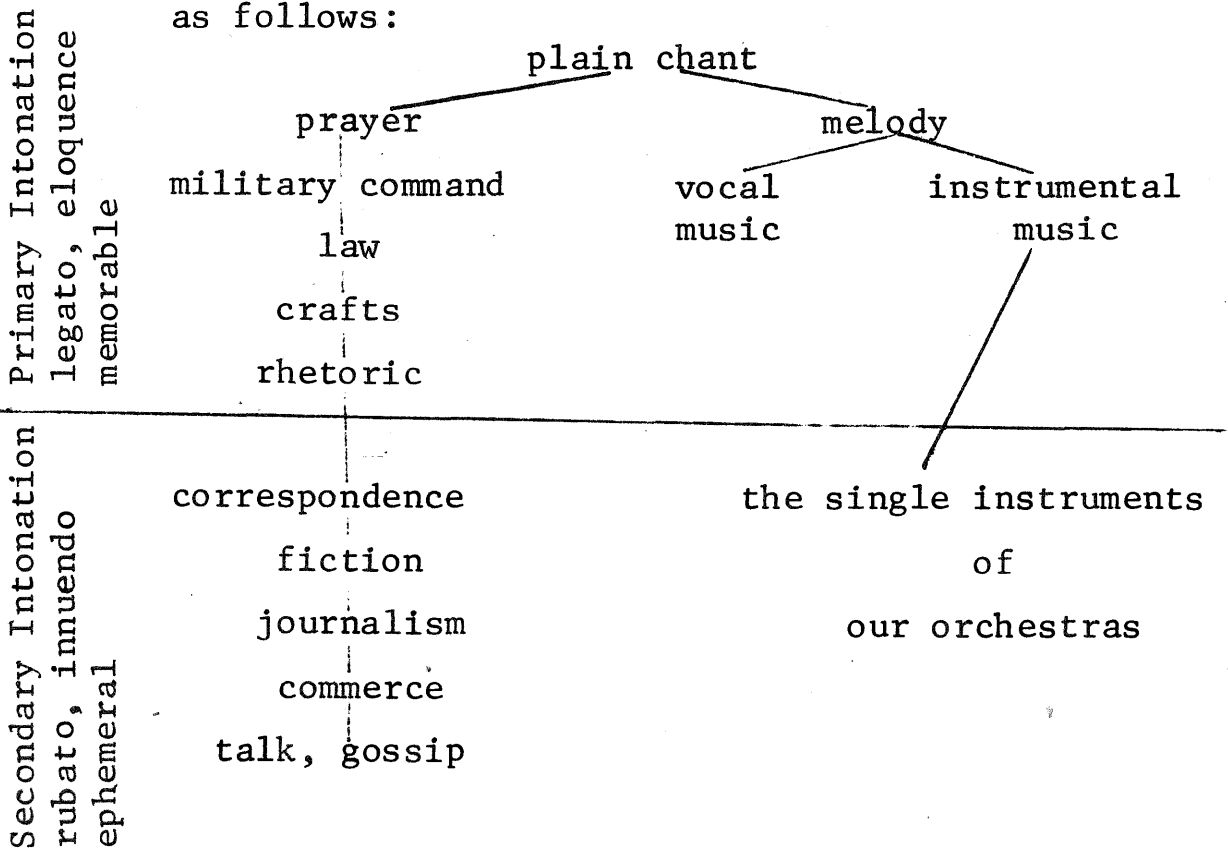 as follows:
plain chant
prayer
melody
military command
vocal
music
instrumental
music
law
crafts
rhetoric
Primary Intonation
legato, eloquence
memorable
correspondence
fiction
journalism
commerce
talk, gossip
the single instruments
of
our orchestras
Secondary Intonation
rubato, innuendo
ephemeral